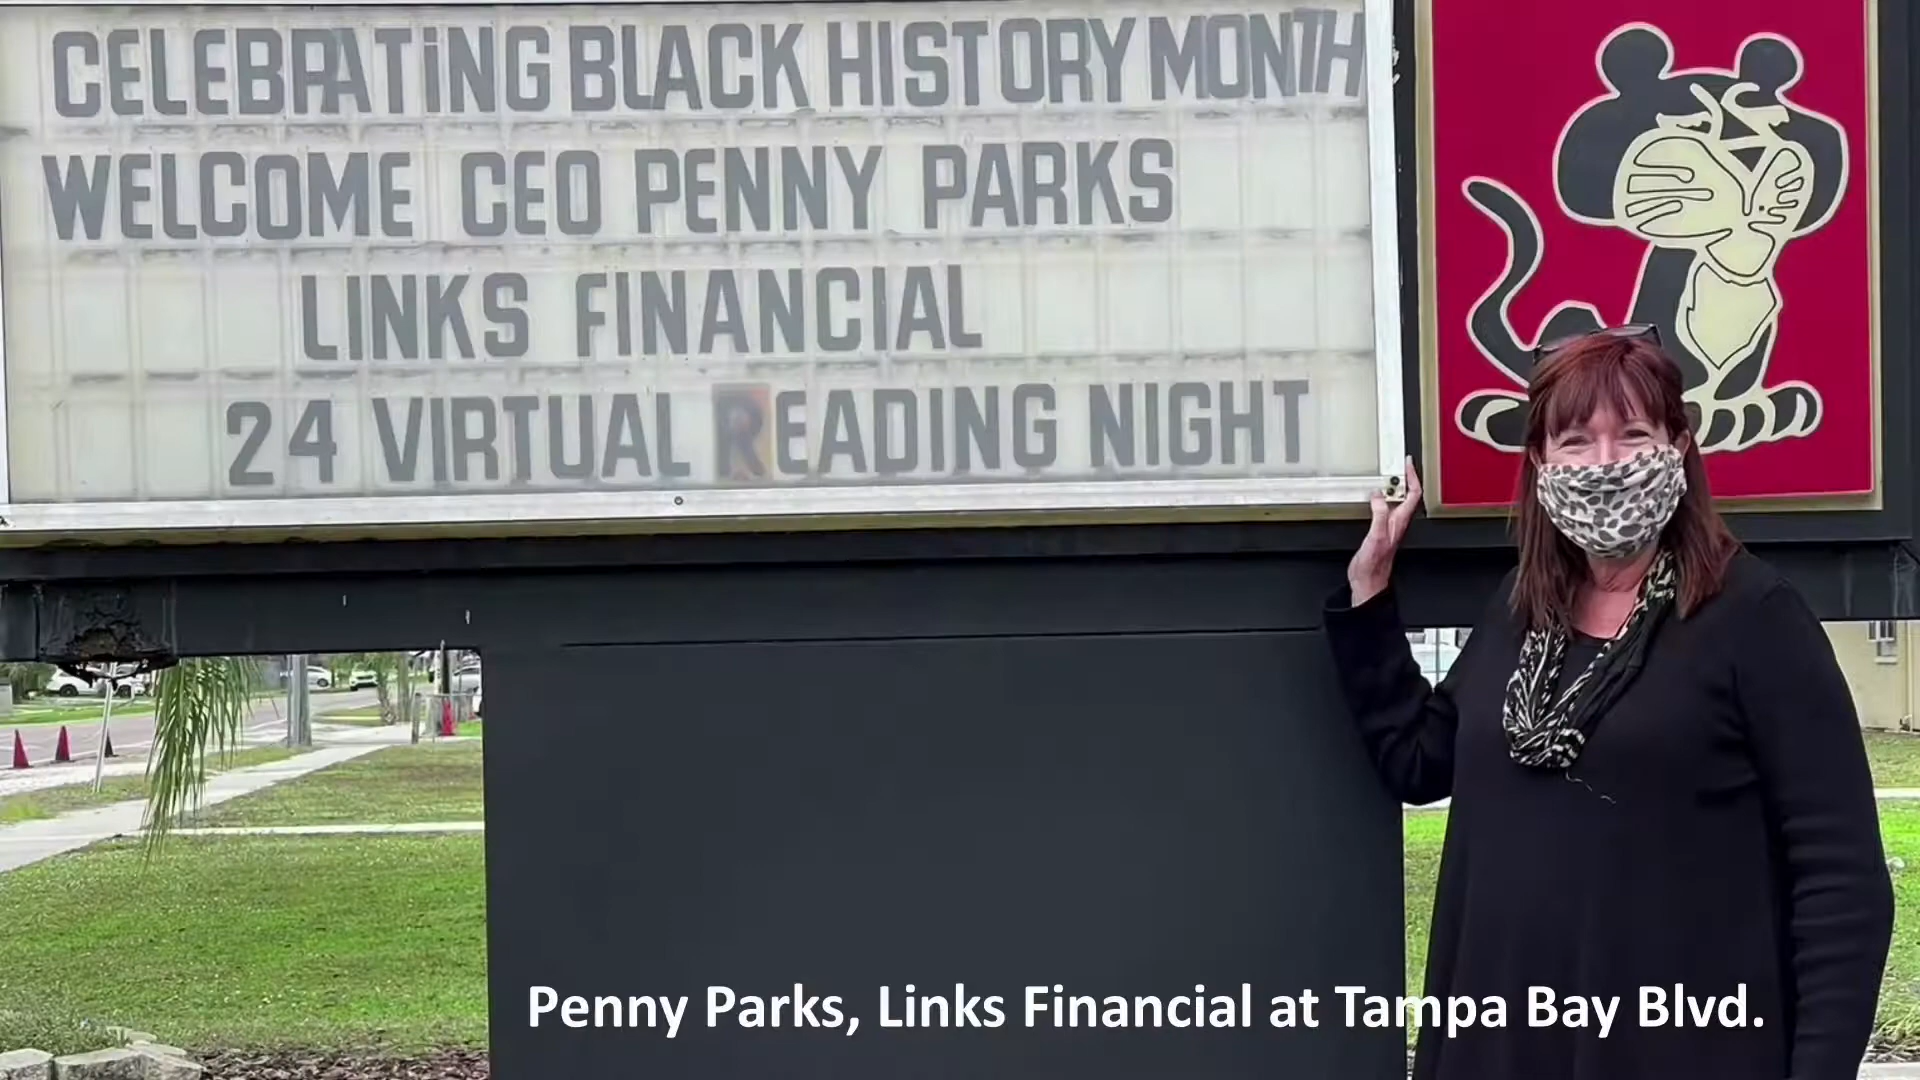 CELEBRATiNG BLACK HISTORY MONTH
WELCOME CEO PENNY PARKS
LINKS FINANCIAL
24 VIRTUAL READING NIGHT
Penny Parks, Links Financial at Tampa Bay Blvd.